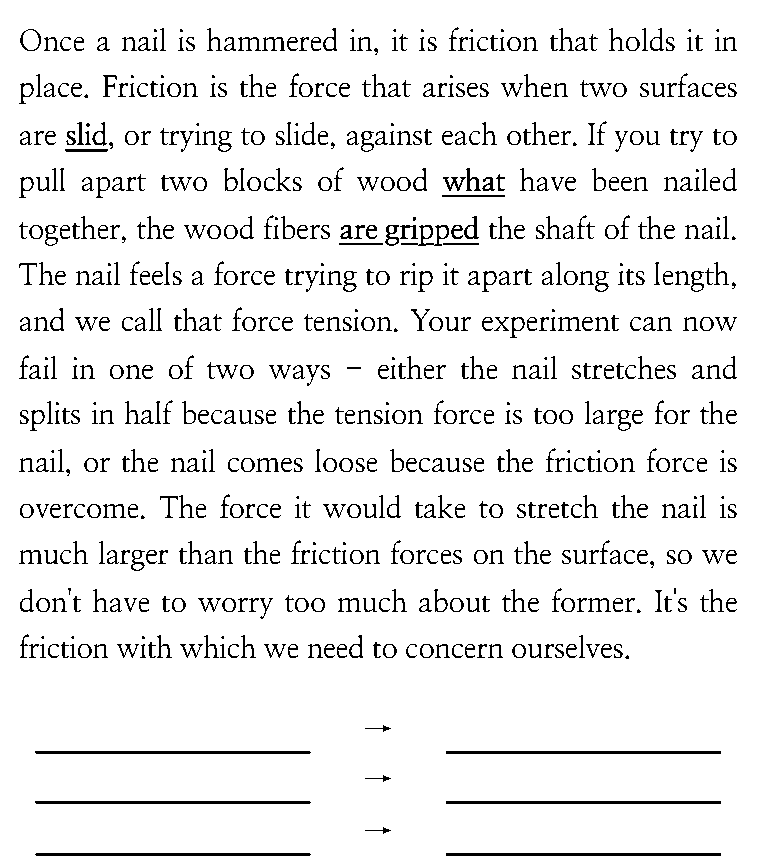 Once a nail is hammered in, it is friction that holds it in
place. Friction is the force that arises when two surfaces
are slid, or trying to slide, against each other. If you try to
pull apart two blocks of wood what have been nailed
together, the wood fibers are gripped the shaft of the nail.
The nail feels a force trying to rip it apart along its length,
and we call that force tension. Your experiment can now
fail in one of two ways − either the nail stretches and
splits in half because the tension force is too large for the
nail, or the nail comes loose because the friction force is
overcome. The force it would take to stretch the nail is
much larger than the friction forces on the surface, so we
don't have to worry too much about the former. It's the
friction with which we need to concern ourselves.
→
→
→